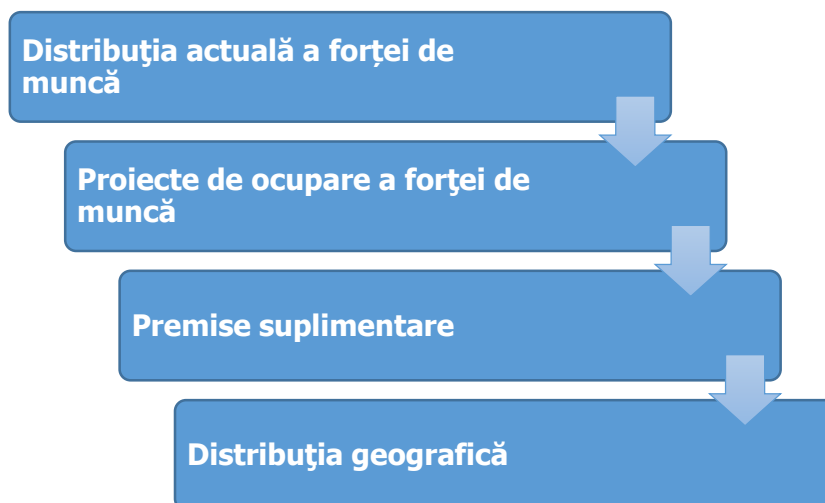 Distribuţia actuală a forței de
muncă
Proiecte de ocupare a forţei de
muncă
Premise suplimentare
Distribuţia geografică